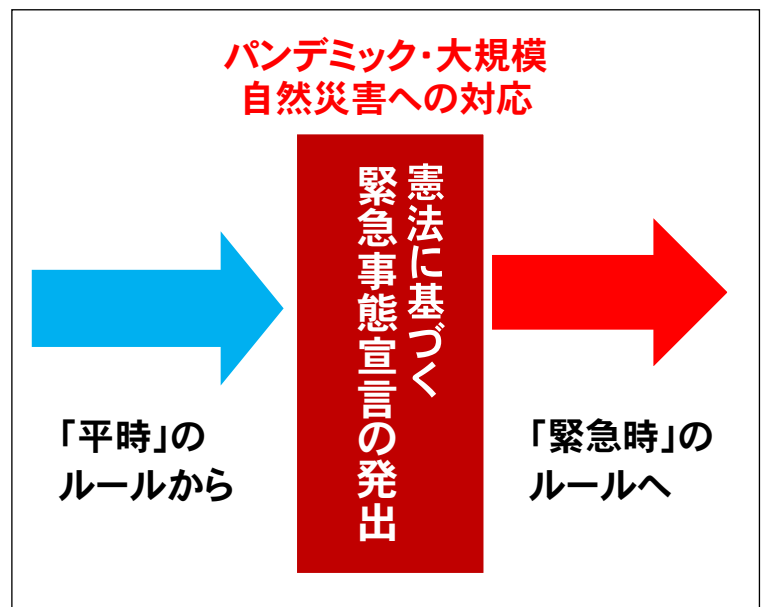 パンデミック・大規模
自然災害への対応
憲法に基づく
緊急事態宣言の発出
「平時」の
ルールから
「緊急時」の
ルールへ